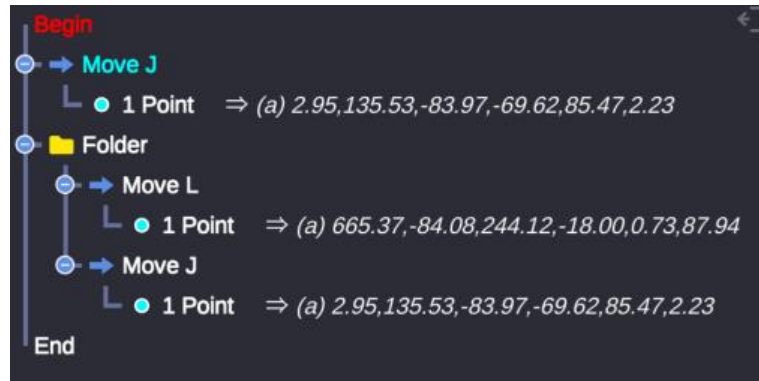 Begin
Move J
1 Point ⇒ (a) 2.95,135.53,-83.97,-69.62,85.47,2.23
Folder
Move L
1 Point ⇒ (a) 665.37,-84.08,244.12,-18.00,0.73,87.94
Move J
1 Point ⇒ (a) 2.95,135.53,-83.97,-69.62,85.47,2.23
End